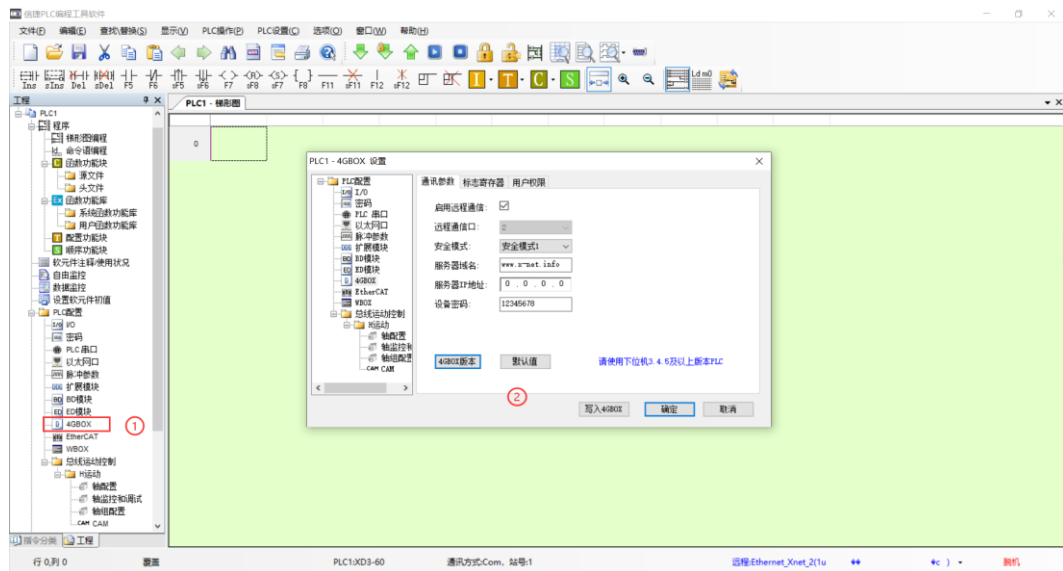 信捷PLC编程工具软件
文件(F) 编辑(E) 查找\替换(S) 显示(V) PLC操作(P) PLC设置(C) 选项(O) 窗口(W) 帮助(H)
Ins sIns Del sDel F5 F6 sF5 sF6 F7 sF8 sF7 F8 F11 sF11 F12 sF12 I T C S Ld m0
工程
PLC1
程序
梯形图编程
命令语编程
函数功能块
源文件
头文件
函数功能库
系统函数功能库
用户函数功能库
配置功能块
顺序功能块
软元件注释/使用状况
自由监控
数据监控
设置软元件初值
PLC配置
I/O I/O
密码
PLC 串口
以太网口
脉冲参数
扩展模块
BD BD模块
ED ED模块
4GBOX
EtherCAT
WBOX
总线运动控制
H运动
轴配置
轴监控和调试
轴组配置
CAM CAM
指令分类 工程
①
PLC1 - 梯形图
0
PLC1 - 4GBOX 设置
PLC配置
I/O I/O
密码
PLC 串口
以太网口
脉冲参数
扩展模块
BD BD模块
ED ED模块
4GBOX
EtherCAT
WBOX
总线运动控制
H运动
轴配置
轴监控和
轴组配置
CAM CAM
通讯参数 标志寄存器 用户权限
启用远程通信:
远程通信口: 2
安全模式: 安全模式1
服务器域名: www.x-net.info
服务器IP地址: 0 . 0 . 0 . 0
设备密码: 12345678
4GBOX版本 默认值 请使用下位机3.4.5及以上版本PLC
②
写入4GBOX 确定 取消
行 0,列 0 覆盖 PLC1:XD3-60 通讯方式:Com，站号:1 远程:Ethernet_Xnet_2(1u 脱机